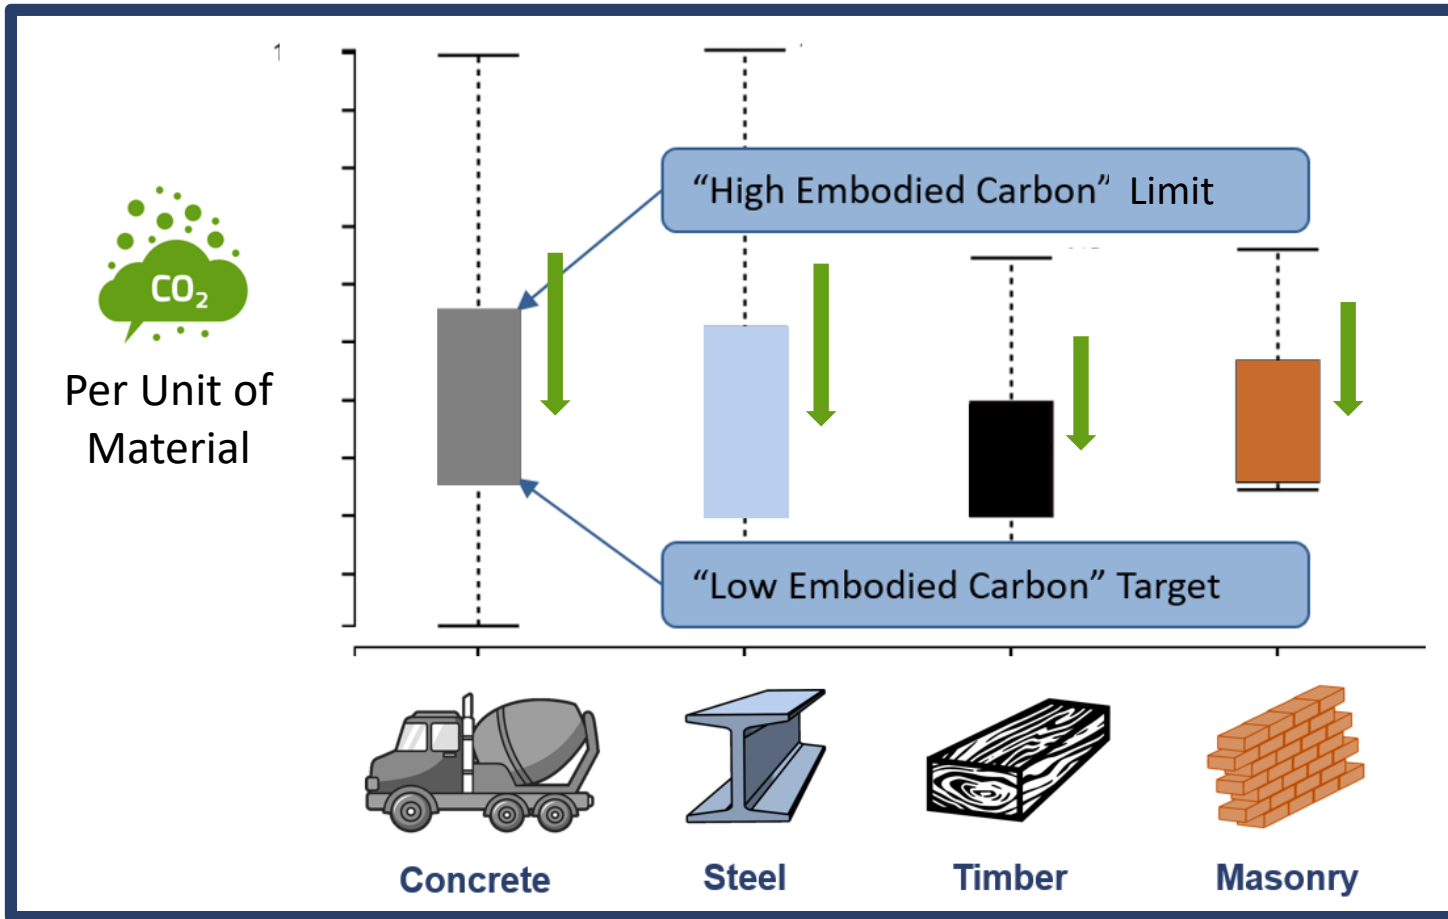 1
“High Embodied Carbon” Limit
CO₂
Per Unit of
Material
“Low Embodied Carbon” Target
Concrete
Steel
Timber
Masonry